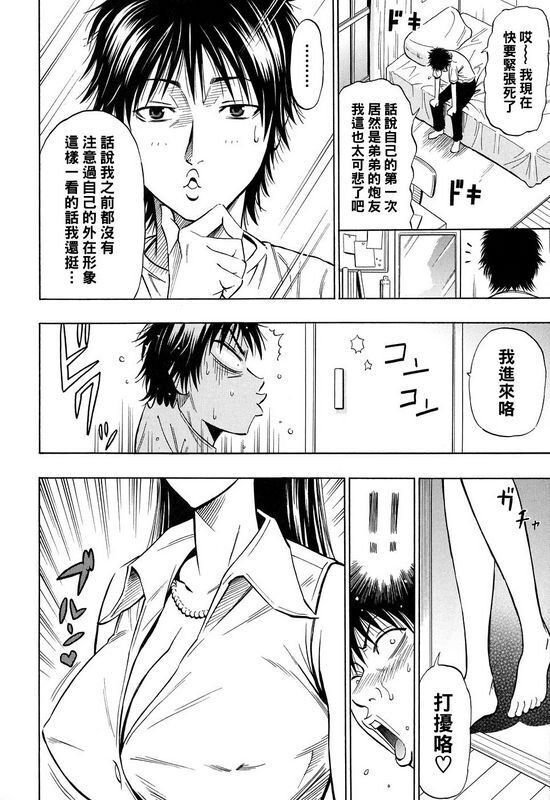 哎～我現在
快要緊張死了
話說自己的第一次
居然是弟弟的炮友
我這也太可悲了吧
ドキ
ドキ
………
話說我之前都沒有
注意過自己的外在形象
這樣一看的話我還挺…
我進來咯
コン
コン
ビクッ
ガチャ
打擾咯♡
ブルン♡